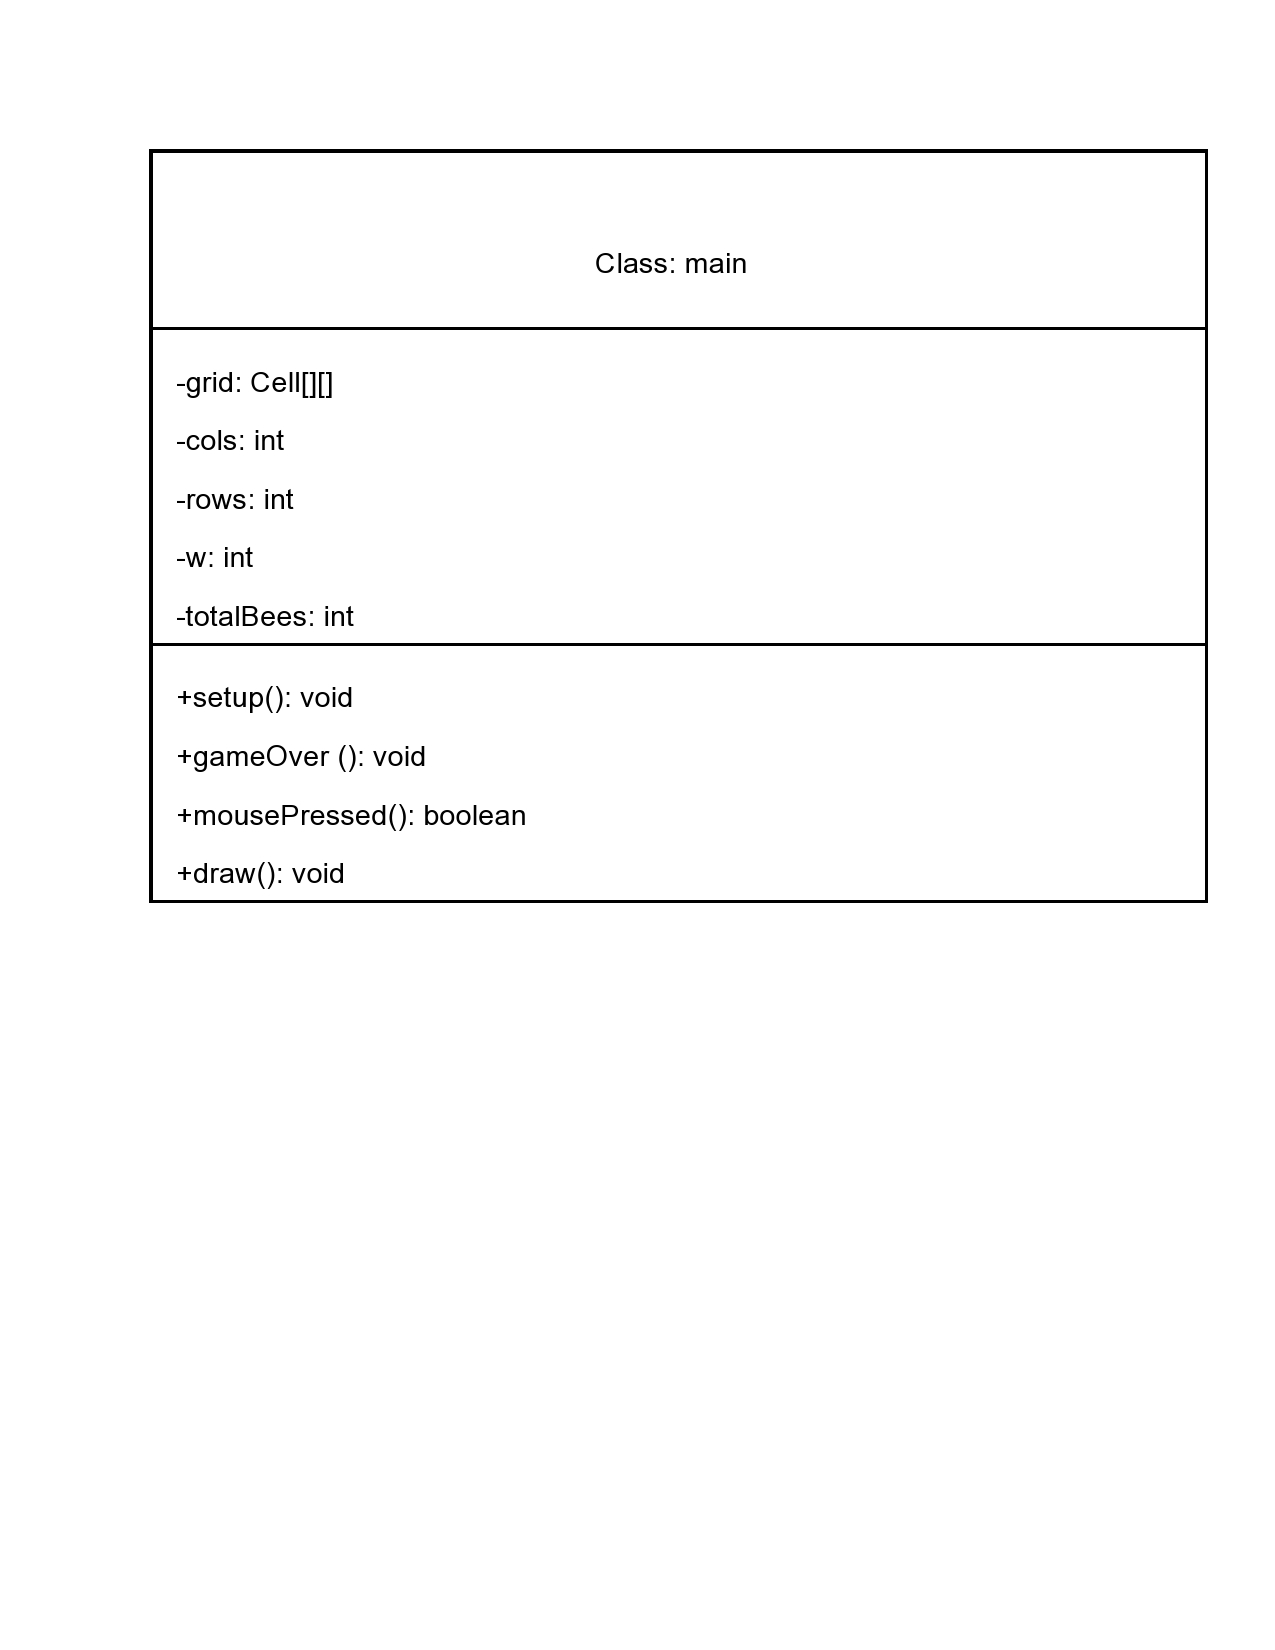 Class: main
-grid: Cell[][]
-cols: int
-rows: int
-w: int
-totalBees: int
+setup(): void
+gameOver (): void
+mousePressed(): boolean
+draw(): void